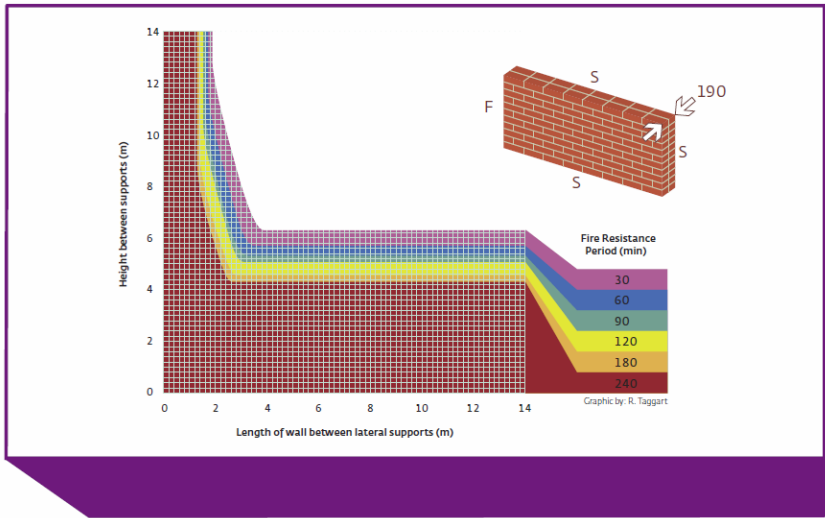 14
12
10
8
6
4
2
0
Height between supports (m)
0 2 4 6 8 10 12 14
Length of wall between lateral supports (m)
S
190
F
S
S
Fire Resistance
Period (min)
30
60
90
120
180
240
Graphic by: R. Taggart